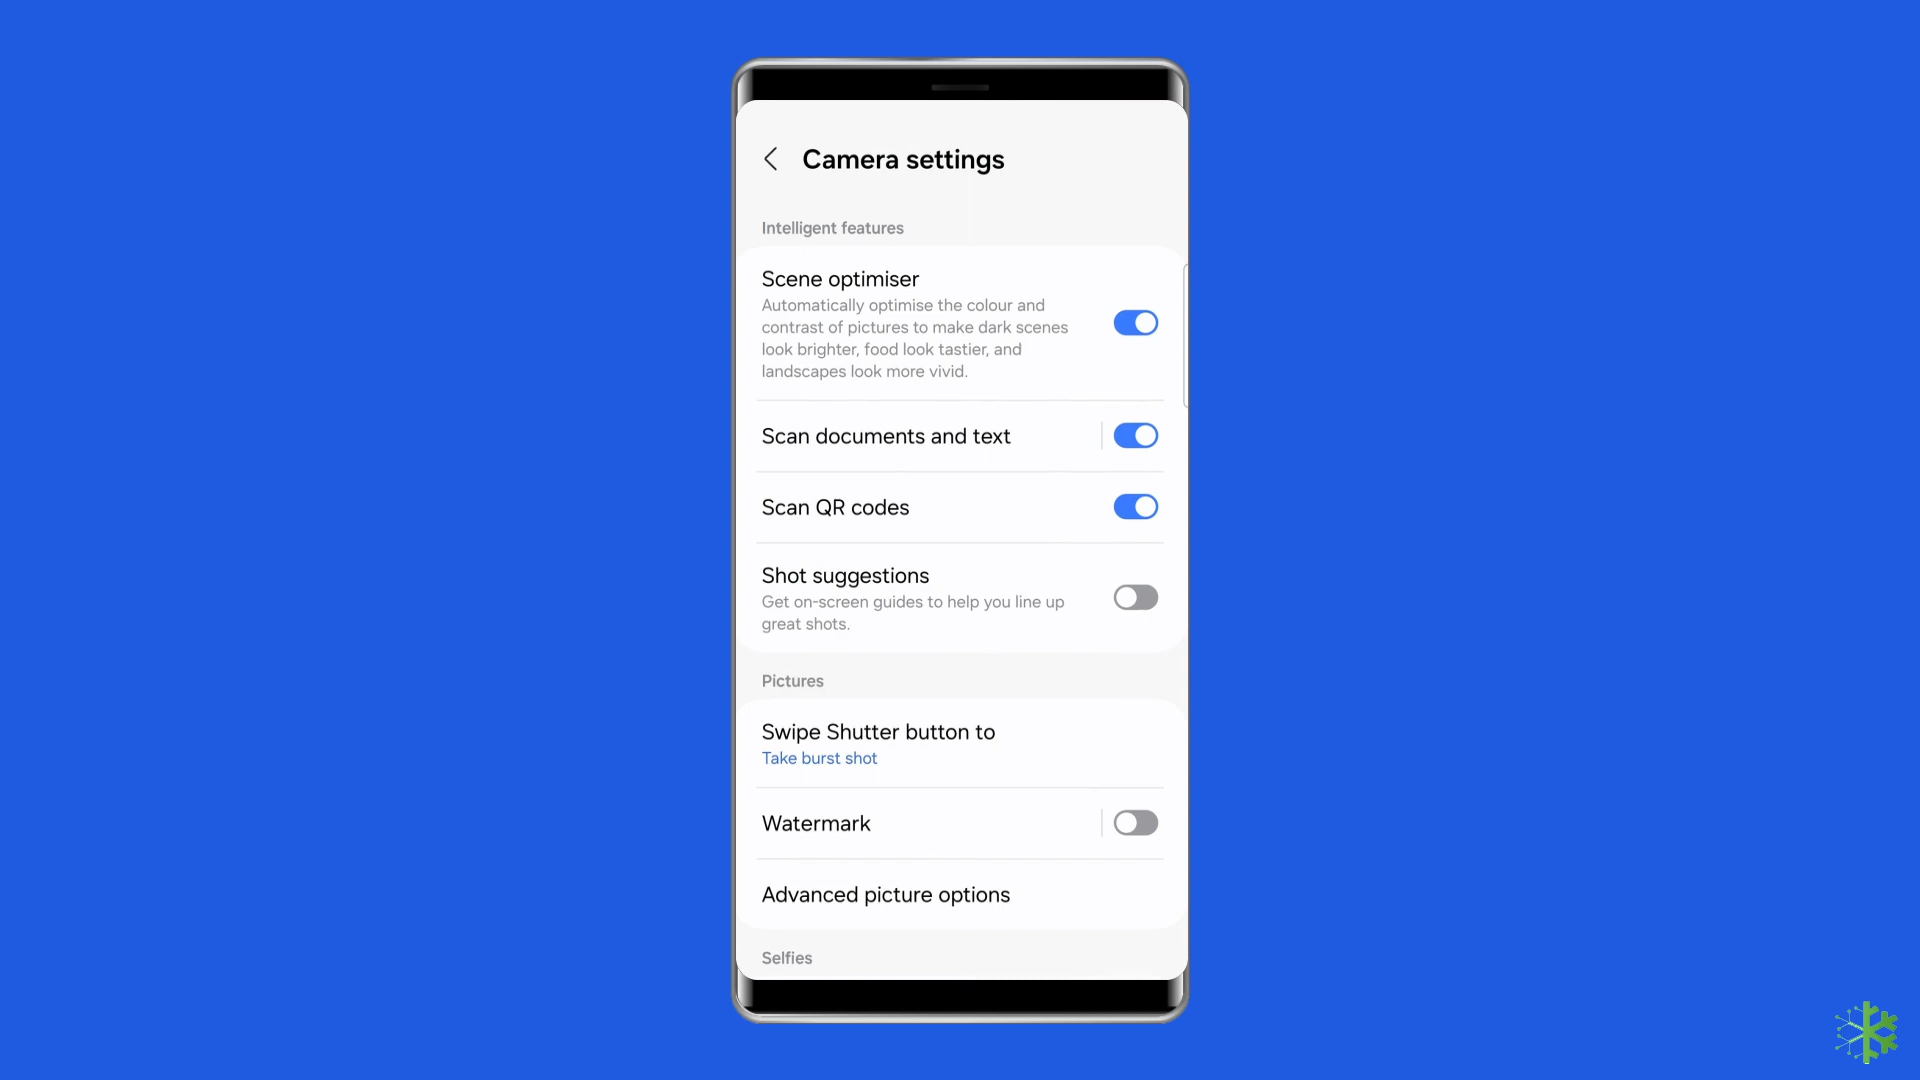 Camera settings
Intelligent features
Scene optimiser
Automatically optimise the colour and
contrast of pictures to make dark scenes
look brighter, food look tastier, and
landscapes look more vivid.
Scan documents and text
Scan QR codes
Shot suggestions
Get on-screen guides to help you line up
great shots.
Pictures
Swipe Shutter button to
Take burst shot
Watermark
Advanced picture options
Selfies